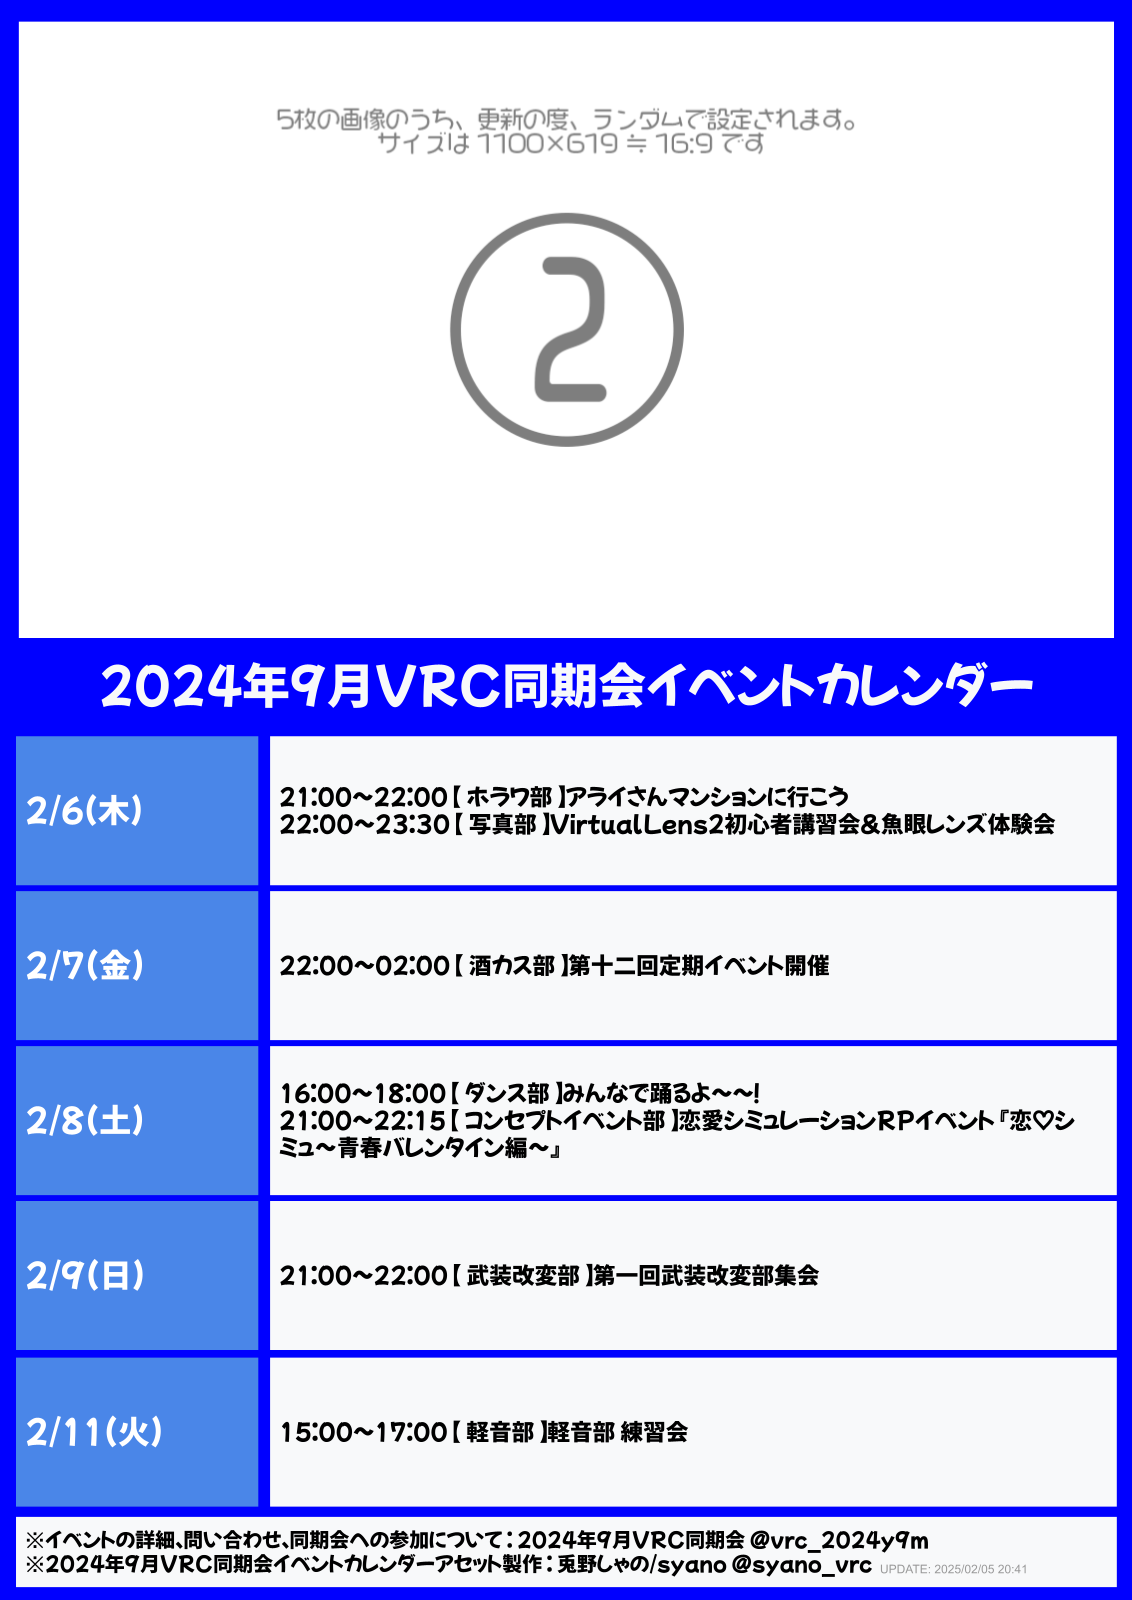 5枚の画像のうち、更新の度、ランダムで設定されます。
サイズは 1100×619 ≒ 16:9 です
2
2024年9月VRC同期会イベントカレンダー
2/6(木)
21:00～22:00【 ホラワ部 】アライさんマンションに行こう
22:00～23:30【 写真部 】VirtualLens2初心者講習会&魚眼レンズ体験会
2/7(金)
22:00～02:00【 酒カス部 】第十二回定期イベント開催
2/8(土)
16:00～18:00【 ダンス部 】みんなで踊るよ～～！
21:00～22:15【 コンセプトイベント部 】恋愛シミュレーションRPイベント『恋♡シ
ミュ～青春バレンタイン編～』
2/9(日)
21:00～22:00【 武装改変部 】第一回武装改変部集会
2/11(火)
15:00～17:00【 軽音部 】軽音部 練習会
※イベントの詳細、問い合わせ、同期会への参加について：2024年9月VRC同期会 @vrc_2024y9m
※2024年9月VRC同期会イベントカレンダーアセット製作：兎野しゃの/syano @syano_vrc UPDATE: 2025/02/05 20:41